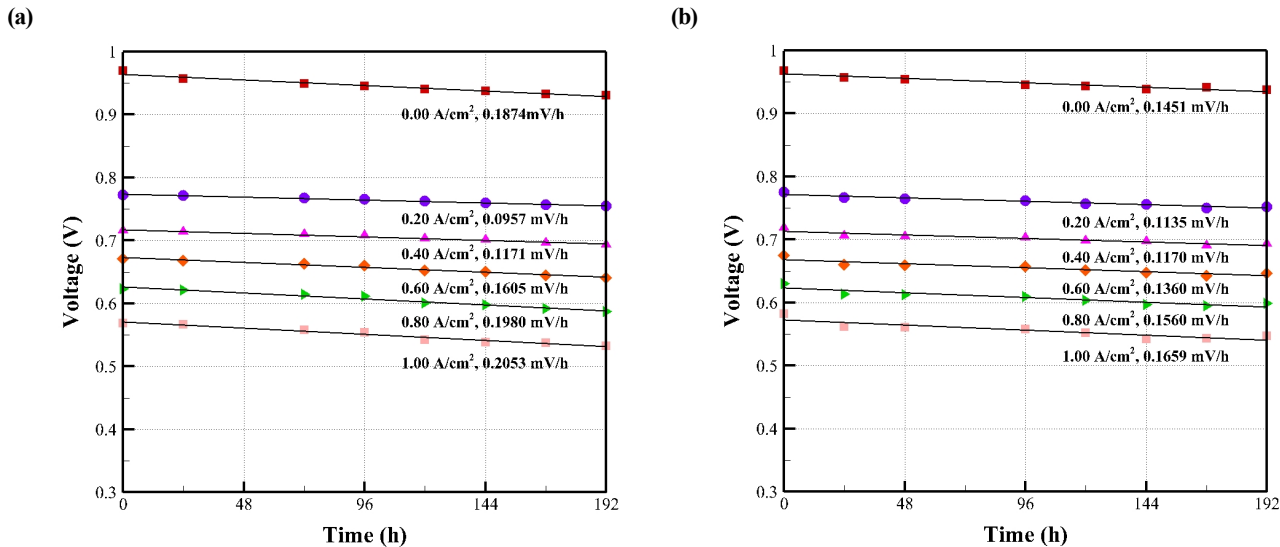 (a)
1
0.9
0.8
0.7
0.6
0.5
0.4
0.3
Voltage (V)
0.00 A/cm², 0.1874mV/h
0.20 A/cm², 0.0957 mV/h
0.40 A/cm², 0.1171 mV/h
0.60 A/cm², 0.1605 mV/h
0.80 A/cm², 0.1980 mV/h
1.00 A/cm², 0.2053 mV/h
0 48 96 144 192
Time (h)
(b)
1
0.9
0.8
0.7
0.6
0.5
0.4
0.3
Voltage (V)
0.00 A/cm², 0.1451 mV/h
0.20 A/cm², 0.1135 mV/h
0.40 A/cm², 0.1170 mV/h
0.60 A/cm², 0.1360 mV/h
0.80 A/cm², 0.1560 mV/h
1.00 A/cm², 0.1659 mV/h
0 48 96 144 192
Time (h)